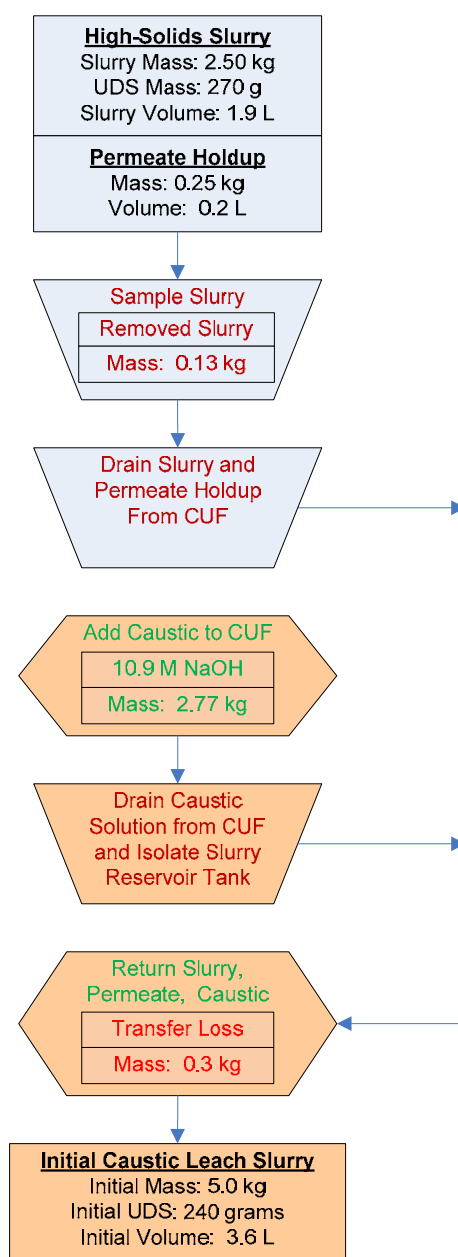 High-Solids Slurry
Slurry Mass: 2.50 kg
UDS Mass: 270 g
Slurry Volume: 1.9 L
Permeate Holdup
Mass: 0.25 kg
Volume: 0.2 L
Sample Slurry
Removed Slurry
Mass: 0.13 kg
Drain Slurry and
Permeate Holdup
From CUF
Add Caustic to CUF
10.9 M NaOH
Mass: 2.77 kg
Drain Caustic
Solution from CUF
and Isolate Slurry
Reservoir Tank
Return Slurry,
Permeate, Caustic
Transfer Loss
Mass: 0.3 kg
Initial Caustic Leach Slurry
Initial Mass: 5.0 kg
Initial UDS: 240 grams
Initial Volume: 3.6 L